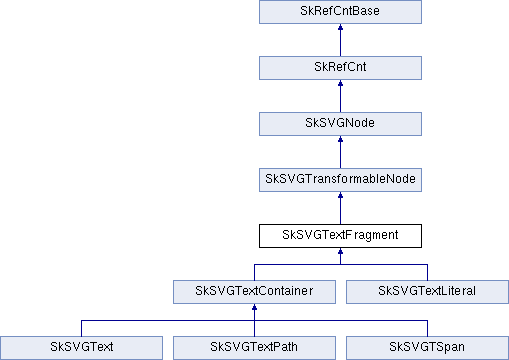 SkRefCntBase
SkRefCnt
SkSVGNode
SkSVGTransformableNode
SkSVGTextFragment
SkSVGTextContainer
SkSVGTextLiteral
SkSVGText
SkSVGTextPath
SkSVGTSpan